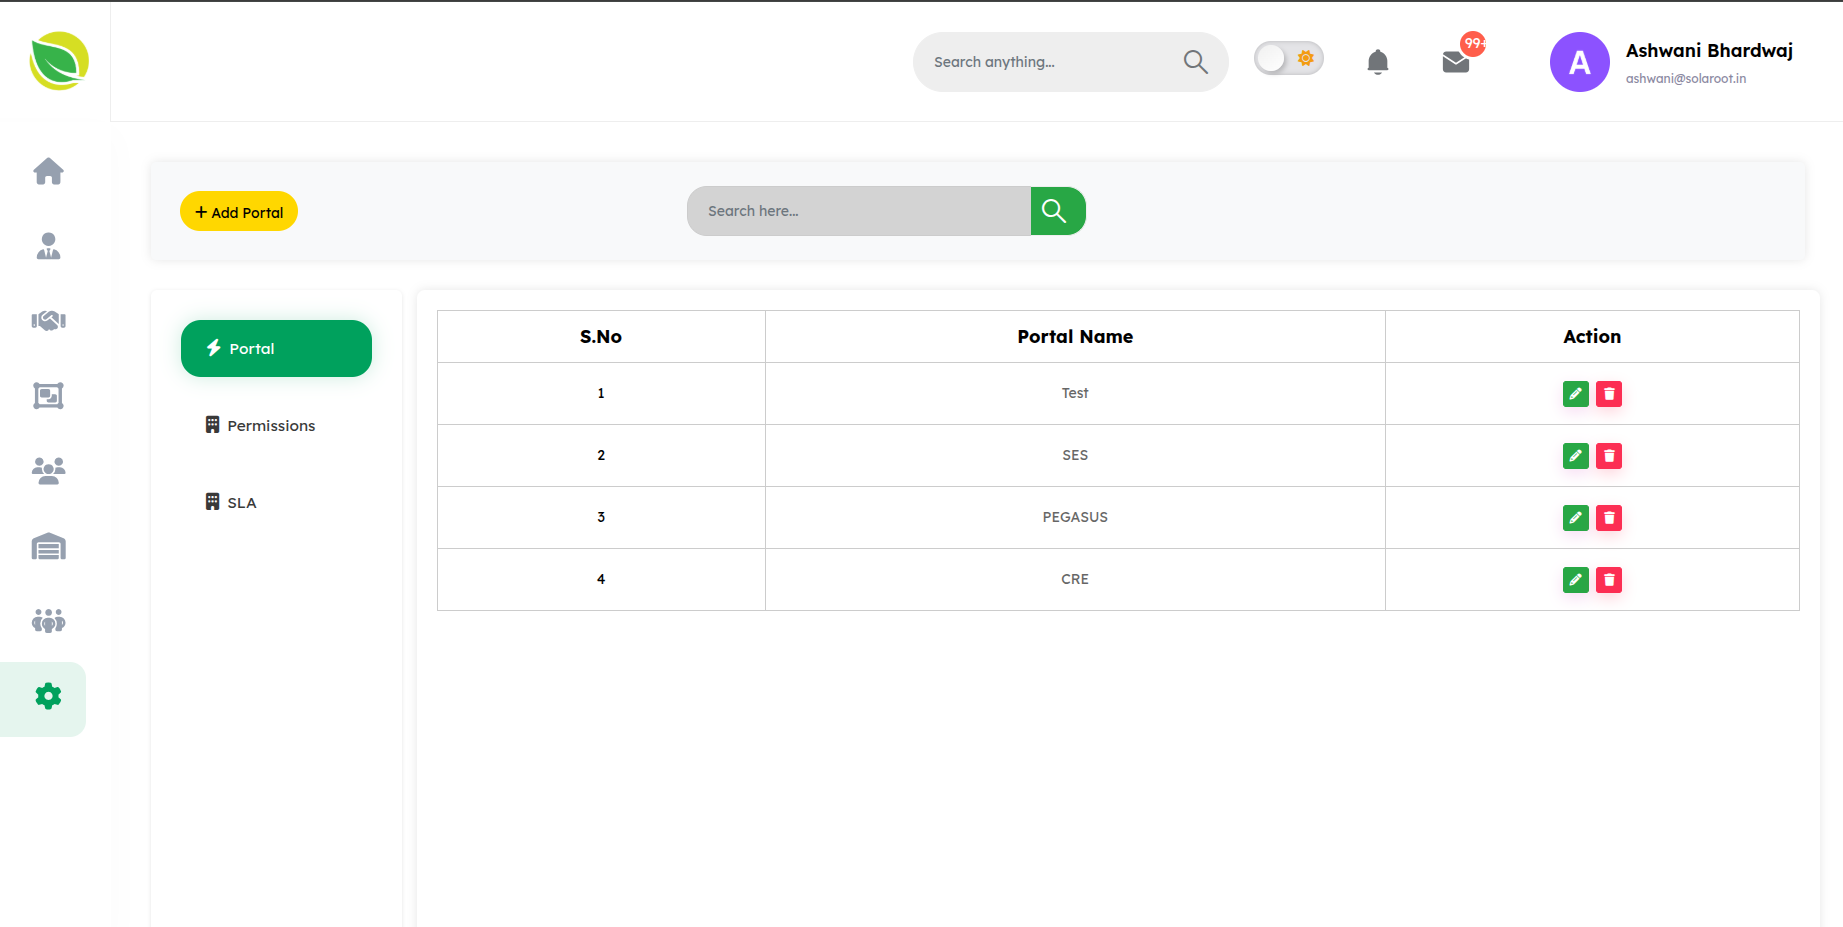 Search anything...
99+
A
Ashwani Bhardwaj
ashwani@solaroot.in
+ Add Portal
Search here...
Portal
Permissions
SLA
S.No Portal Name Action
1 Test
2 SES
3 PEGASUS
4 CRE